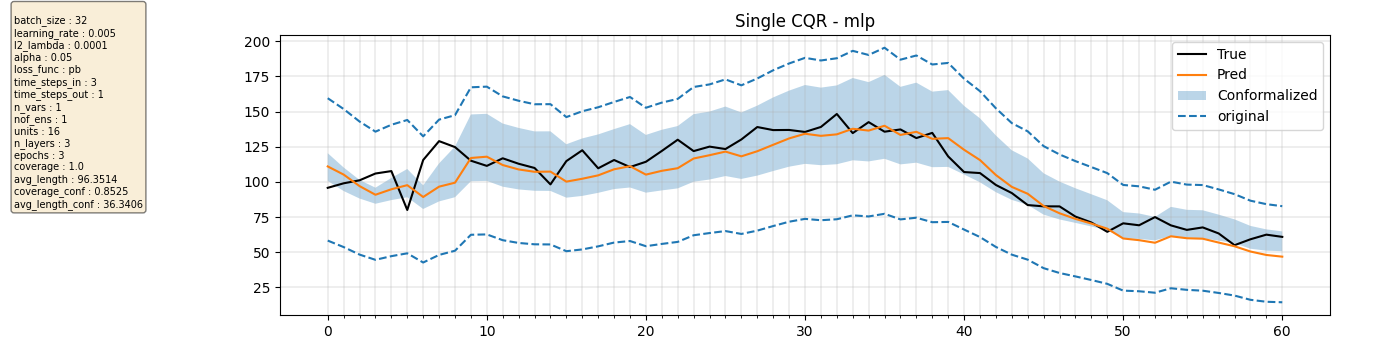 Single CQR - mlp
batch_size : 32
learning_rate : 0.005
l2_lambda : 0.0001
alpha : 0.05
loss_func : pb
time_steps_in : 3
time_steps_out : 1
n_vars : 1
nof_ens : 1
units : 16
n_layers : 3
epochs : 3
coverage : 1.0
avg_length : 96.3514
coverage_conf : 0.8525
avg_length_conf : 36.3406
200
175
150
125
100
75
50
25
True
Pred
Conformalized
original
0 10 20 30 40 50 60